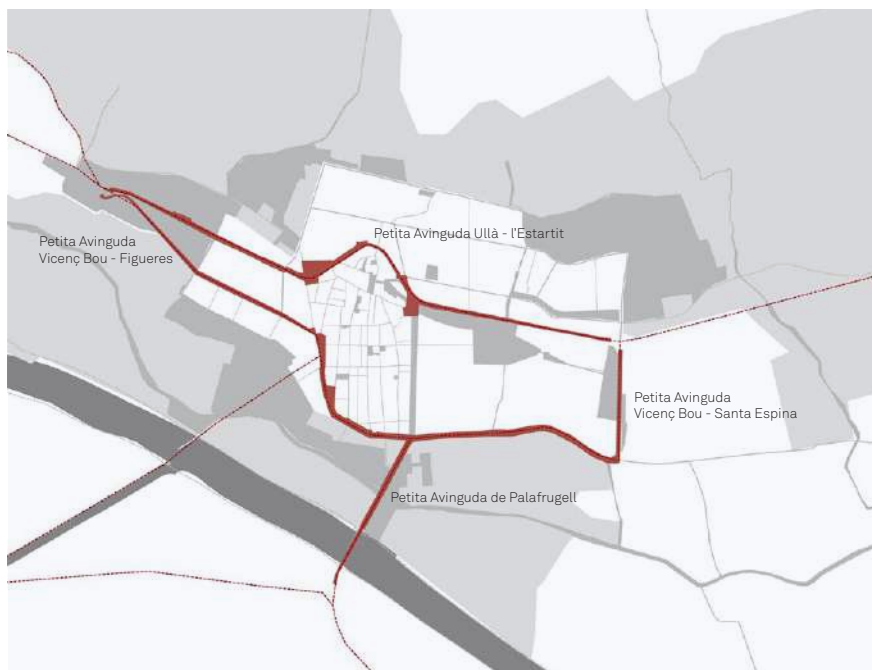 Petita Avinguda Ullà - l'Estartit
Petita Avinguda
Vicenç Bou - Figueres
Petita Avinguda
Vicenç Bou - Santa Espina
Petita Avinguda de Palafrugell